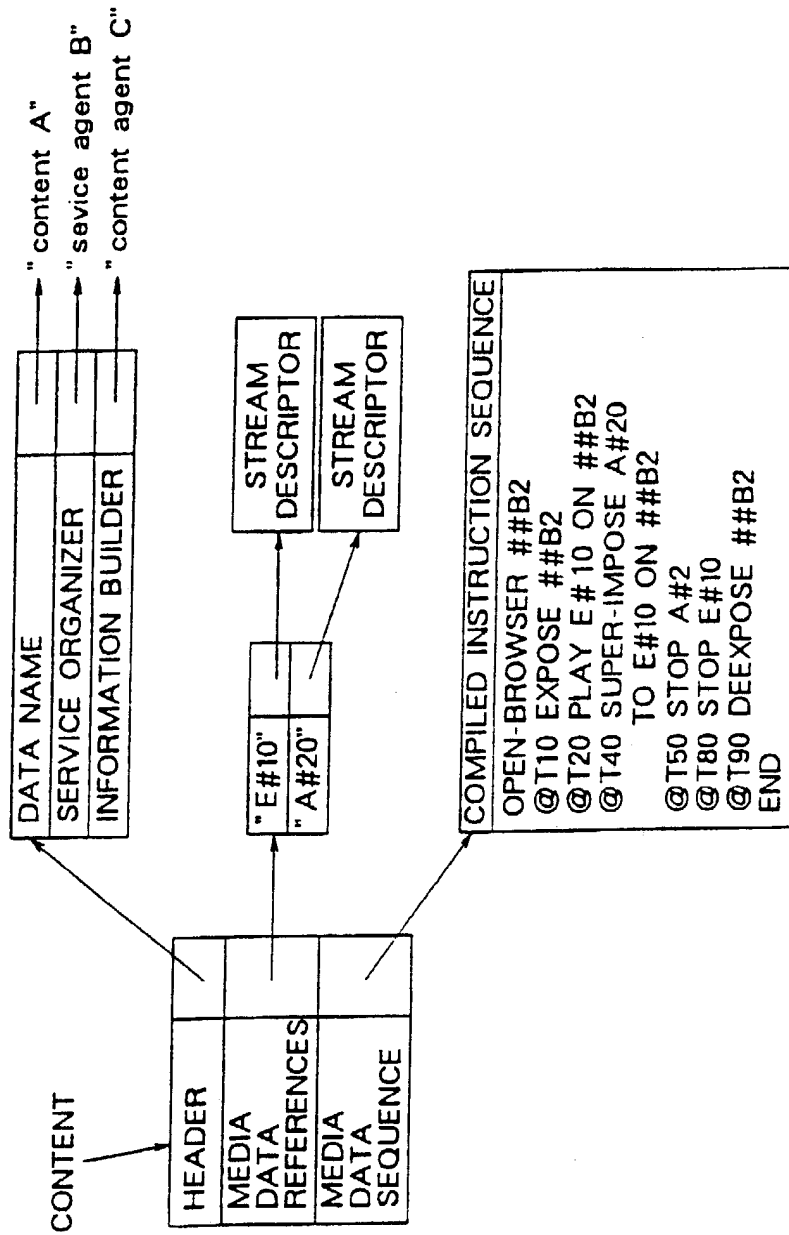 CONTENT
HEADER
MEDIA
DATA
REFERENCES
MEDIA
DATA
SEQUENCE
DATA NAME
SERVICE ORGANIZER
INFORMATION BUILDER
" content A"
" sevice agent B"
" content agent C"
" E#10"
" A#20"
STREAM
DESCRIPTOR
STREAM
DESCRIPTOR
COMPILED INSTRUCTION SEQUENCE
OPEN-BROWSER ##B2
@T10 EXPOSE ##B2
@T20 PLAY E# 10 ON ##B2
@T40 SUPER-IMPOSE A#20
TO E#10 ON ##B2
@T50 STOP A#2
@T80 STOP E#10
@T90 DEEXPOSE ##B2
END